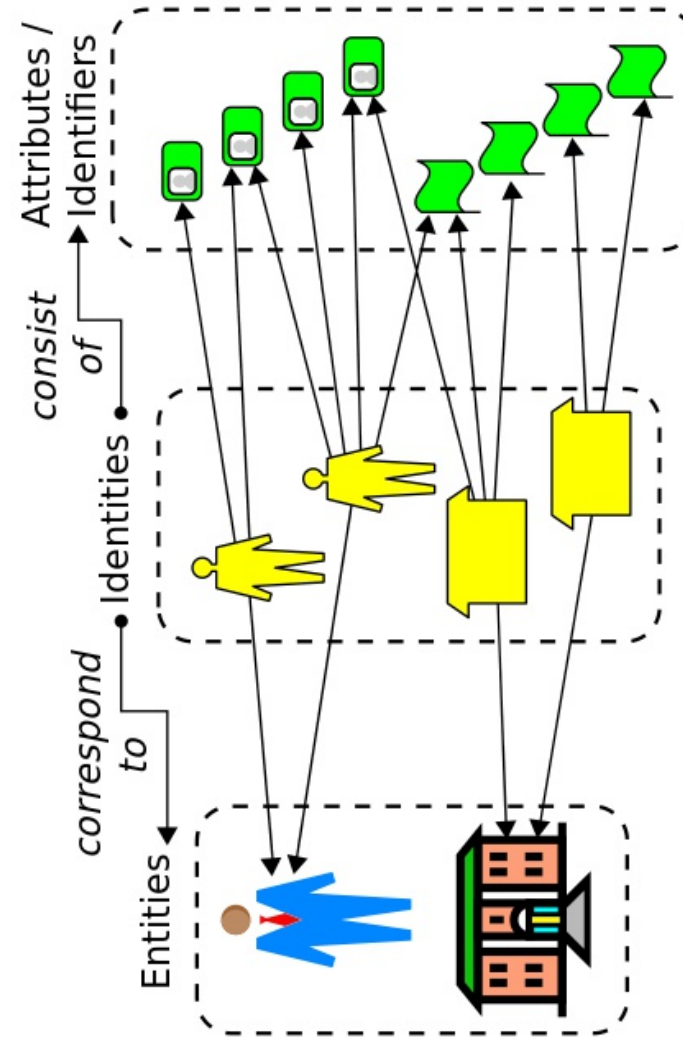 Attributes /
Identifiers
consist
of
Identities
correspond
to
Entities